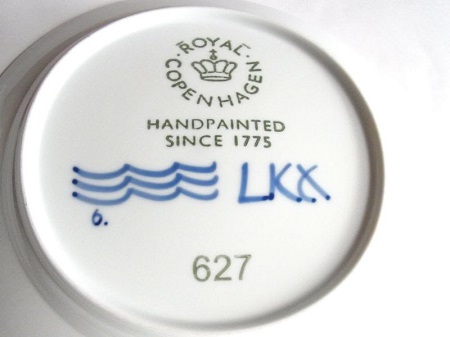 ROYAL
COPENHAGEN
HANDPAINTED
SINCE 1775
LKX
6.
627